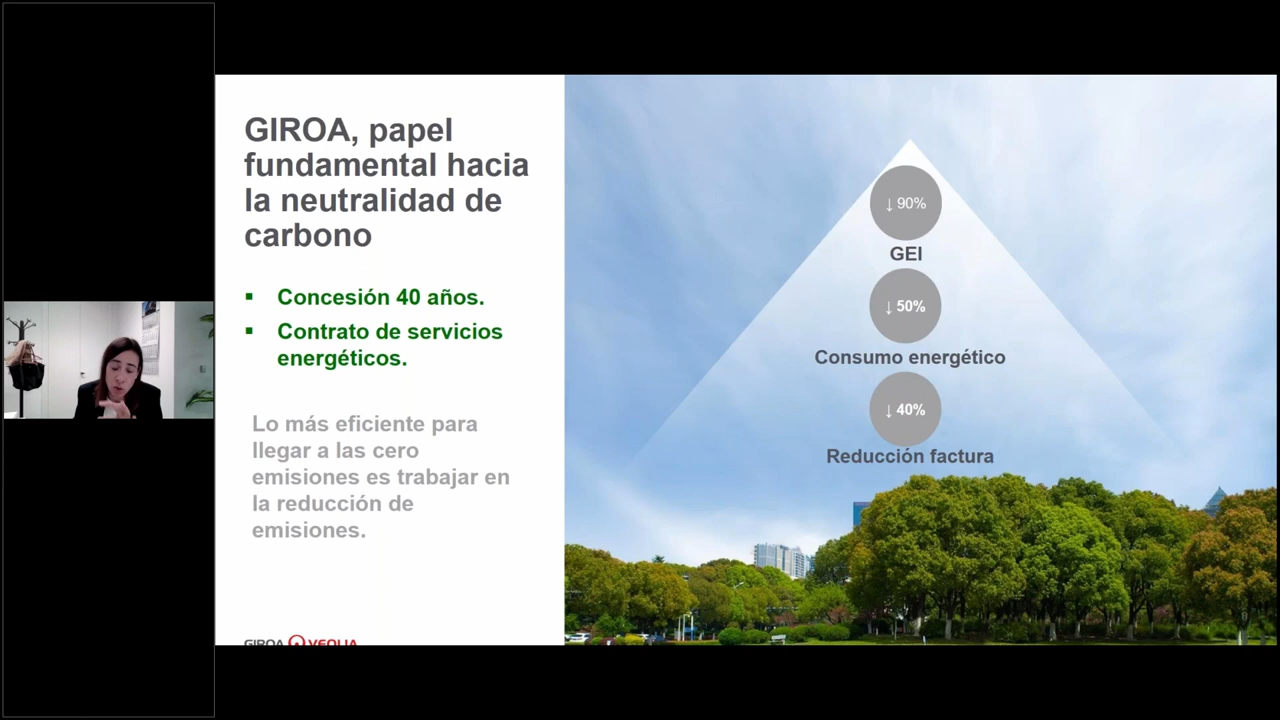 GIROA, papel
fundamental hacia
la neutralidad de
carbono
▪ Concesión 40 años.
▪ Contrato de servicios
energéticos.
Lo más eficiente para
llegar a las cero
emisiones es trabajar en
la reducción de
emisiones.
GIROA VEOLIA
↓ 90%
GEI
↓ 50%
Consumo energético
↓ 40%
Reducción factura